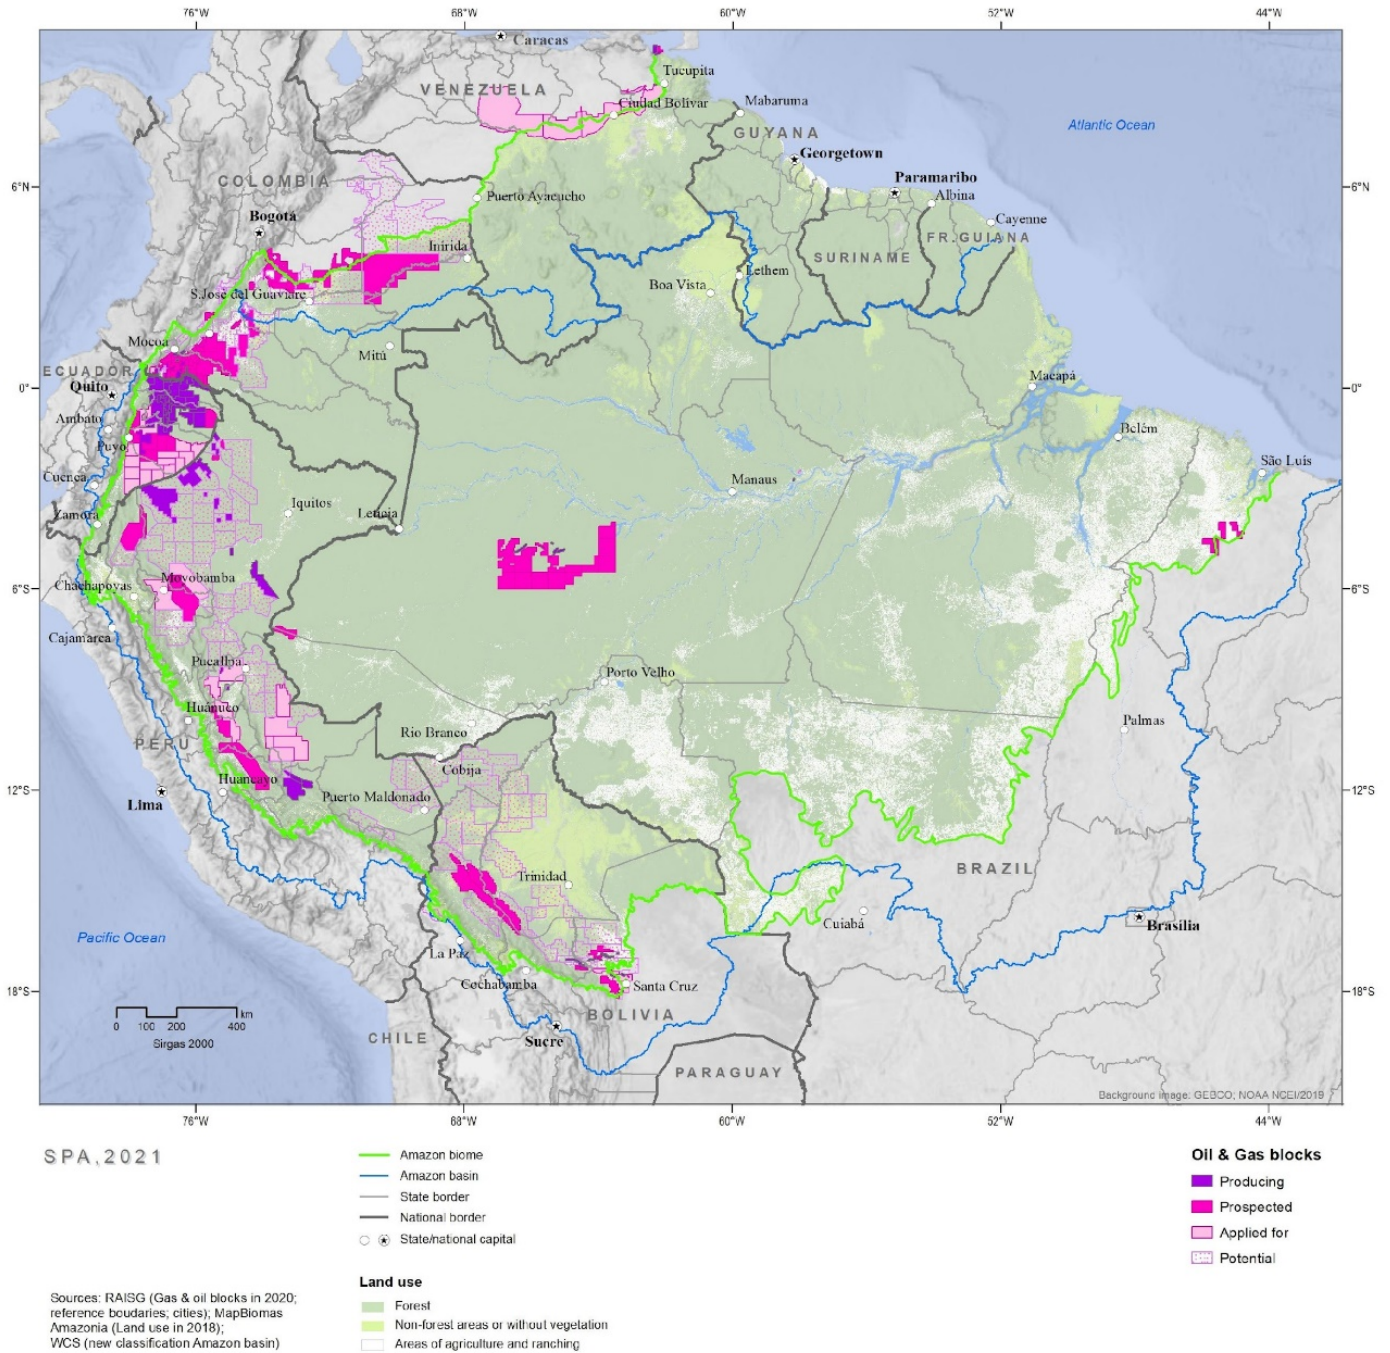 76°W
68°W
60°W
52°W
44°W
Caracas
Tucupita
VENEZUELA
Ciudad Bolívar
Mabaruma
Atlantic Ocean
GUYANA
Georgetown
COLOMBIA
Paramaribo
6°N
6°N
Puerto Ayacucho
Albina
Bogotá
Cayenne
FR.GUIANA
Inírida
SURINAME
Lethem
Boa Vista
S.José del Guaviare
Mocoa
Mitú
ECUADOR
Macapá
Quito
0°
0°
Ambato
Belém
Puyo
São Luís
Cuenca
Manaus
Iquitos
Leticia
Zamora
Moyobamba
Chachapoyas
6°S
6°S
Cajamarca
Pucallpa
Porto Velho
Huánuco
Palmas
PERU
Rio Branco
Cobija
Huancayo
12°S
12°S
Puerto Maldonado
Lima
BRAZIL
Trinidad
Cuiabá
Brasília
Pacific Ocean
La Paz
Cochabamba
Santa Cruz
18°S
18°S
BOLIVIA
0 100 200 400 km
Sirgas 2000
CHILE
Sucre
PARAGUAY
Background image: GEBCO; NOAA NCEI/2019
76°W
68°W
60°W
52°W
44°W
SPA,2021
Amazon biome
Amazon basin
State border
National border
State/national capital
Oil & Gas blocks
Producing
Prospected
Applied for
Potential
Land use
Forest
Non-forest areas or without vegetation
Areas of agriculture and ranching
Sources: RAISG (Gas & oil blocks in 2020;
reference boudaries; cities); MapBiomas
Amazonia (Land use in 2018);
WCS (new classification Amazon basin)